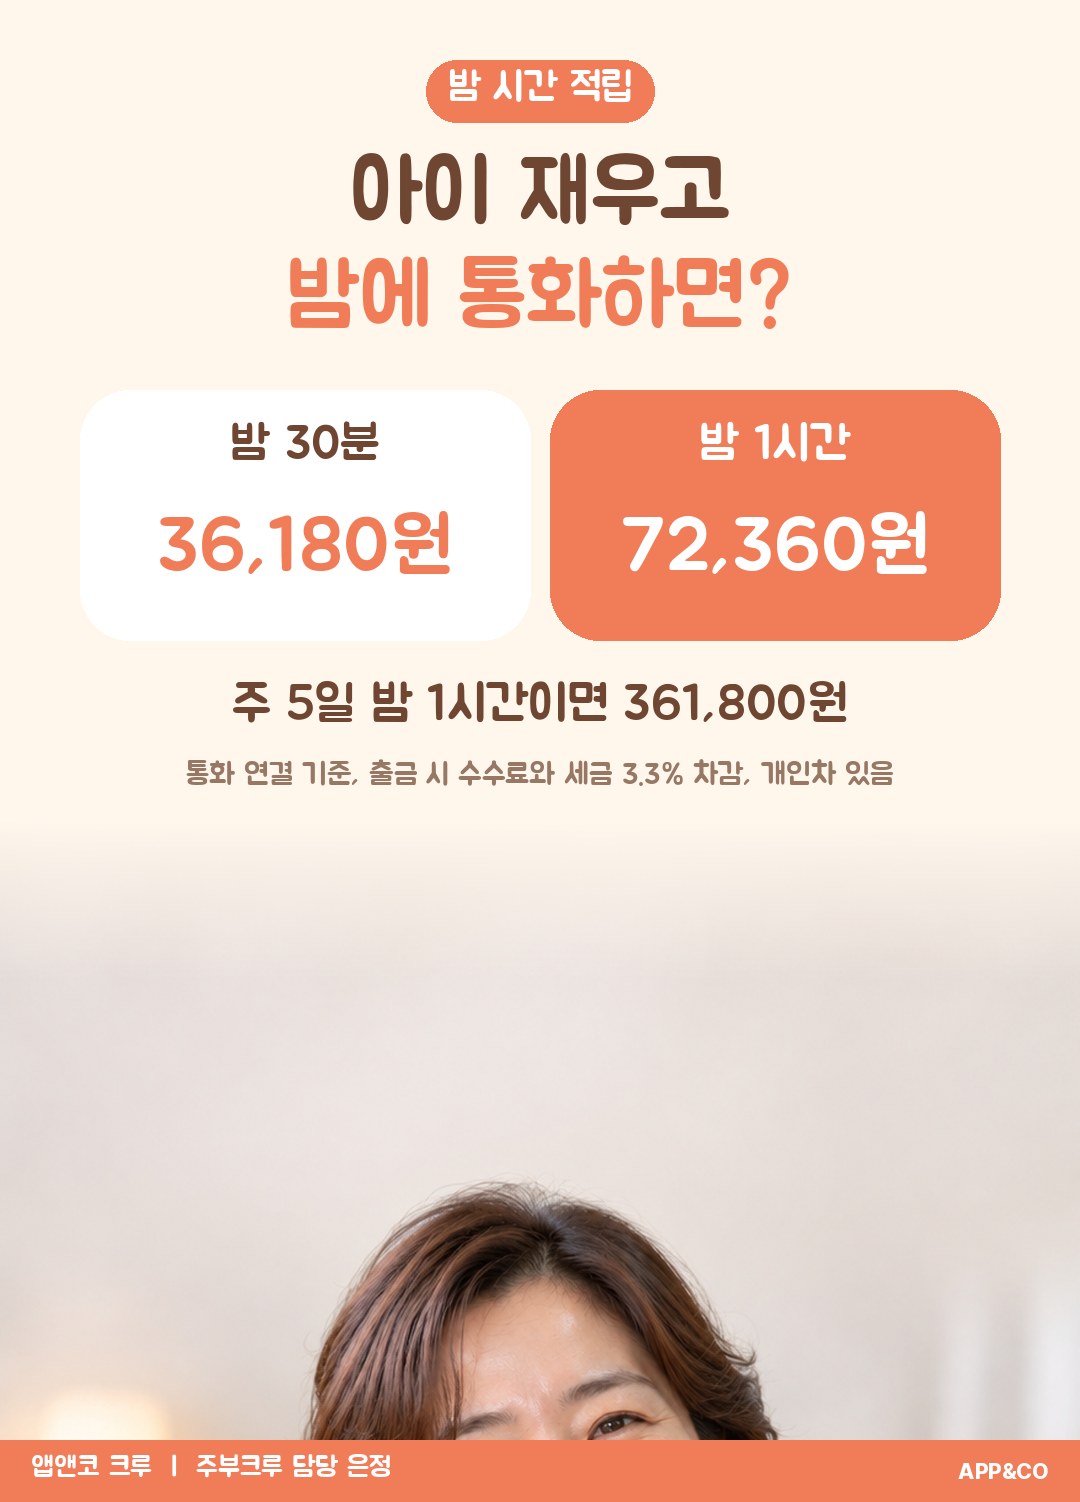 밤 시간 적립
아이 재우고
밤에 통화하면?
밤 30분
36,180원
밤 1시간
72,360원
주 5일 밤 1시간이면 361,800원
통화 연결 기준, 출금 시 수수료와 세금 3.3% 차감, 개인차 있음
앱앤코 크루 | 주부크루 담당 은정
APP&CO